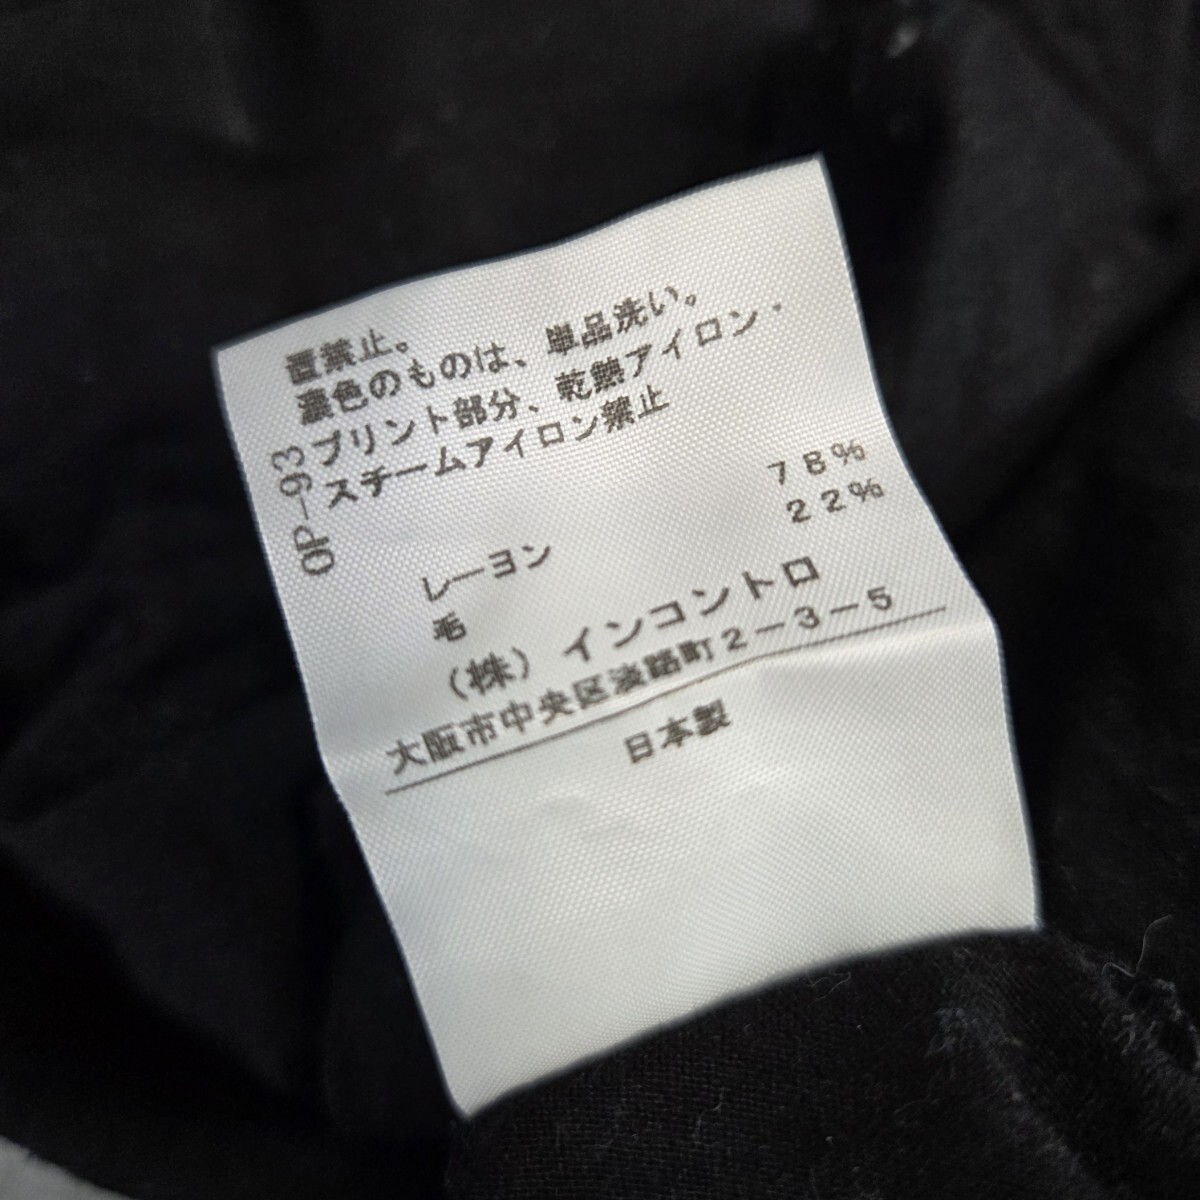 置禁止。
濃色のものは、単品洗い。
プリント部分、乾熱アイロン・
スチームアイロン禁止
OP-93
レーヨン 78%
毛 22%
(株) インコントロ
大阪市中央区淡路町2-3-5
日本製